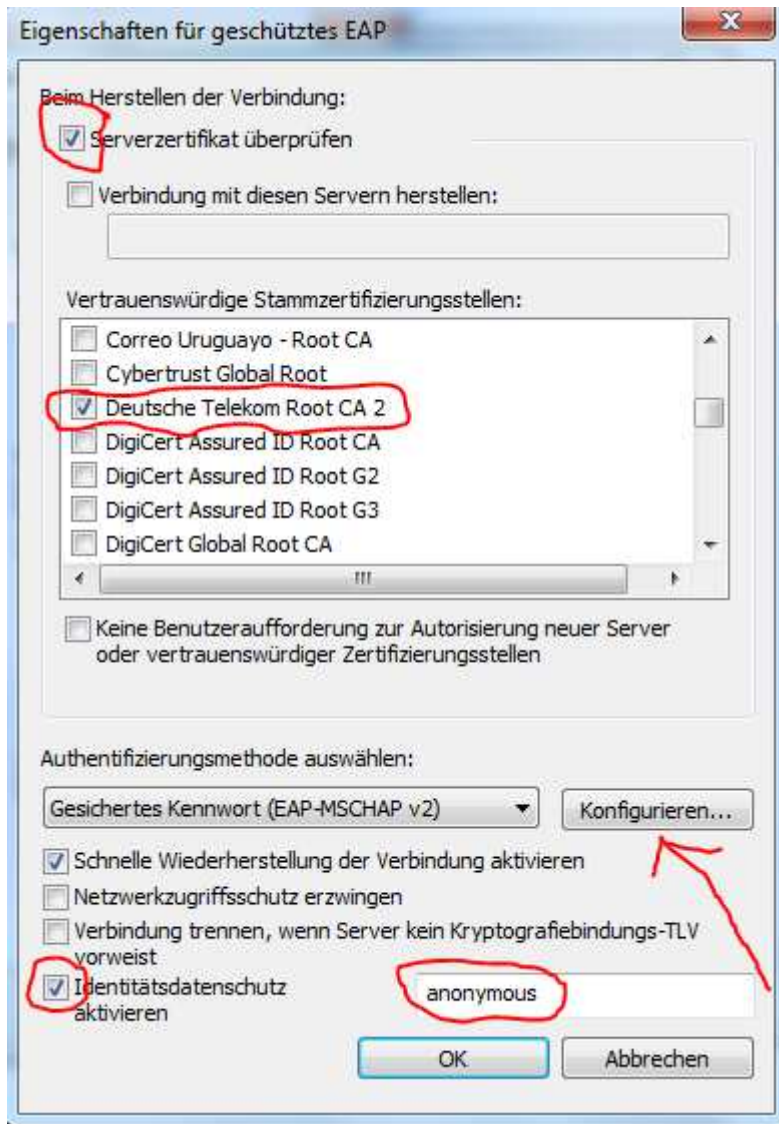 Eigenschaften für geschütztes EAP
Beim Herstellen der Verbindung:
Serverzertifikat überprüfen
Verbindung mit diesen Servern herstellen:
Vertrauenswürdige Stammzertifizierungsstellen:
Correo Uruguayo - Root CA
Cybertrust Global Root
Deutsche Telekom Root CA 2
DigiCert Assured ID Root CA
DigiCert Assured ID Root G2
DigiCert Assured ID Root G3
DigiCert Global Root CA
Keine Benutzeraufforderung zur Autorisierung neuer Server
oder vertrauenswürdiger Zertifizierungsstellen
Authentifizierungsmethode auswählen:
Gesichertes Kennwort (EAP-MSCHAP v2)
Konfigurieren...
Schnelle Wiederherstellung der Verbindung aktivieren
Netzwerkzugriffsschutz erzwingen
Verbindung trennen, wenn Server kein Kryptografiebindungs-TLV
vorweist
Identitätsdatenschutz
aktivieren
anonymous
OK
Abbrechen